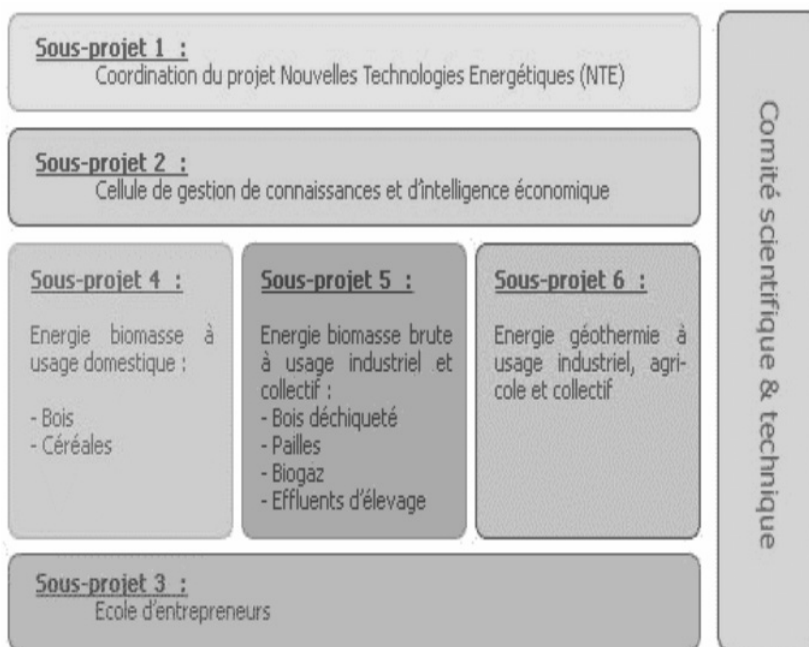 Sous-projet 1 :
Coordination du projet Nouvelles Technologies Energétiques (NTE)
Sous-projet 2 :
Cellule de gestion de connaissances et d'intelligence économique
Sous-projet 4 :
Energie biomasse à
usage domestique :
- Bois
- Céréales
Sous-projet 5 :
Energie biomasse brute
à usage industriel et
collectif :
- Bois déchiqueté
- Pailles
- Biogaz
- Effluents d'élevage
Sous-projet 6 :
Energie géothermie à
usage industriel, agri-
cole et collectif
Sous-projet 3 :
Ecole d'entrepreneurs
Comité scientifique & technique